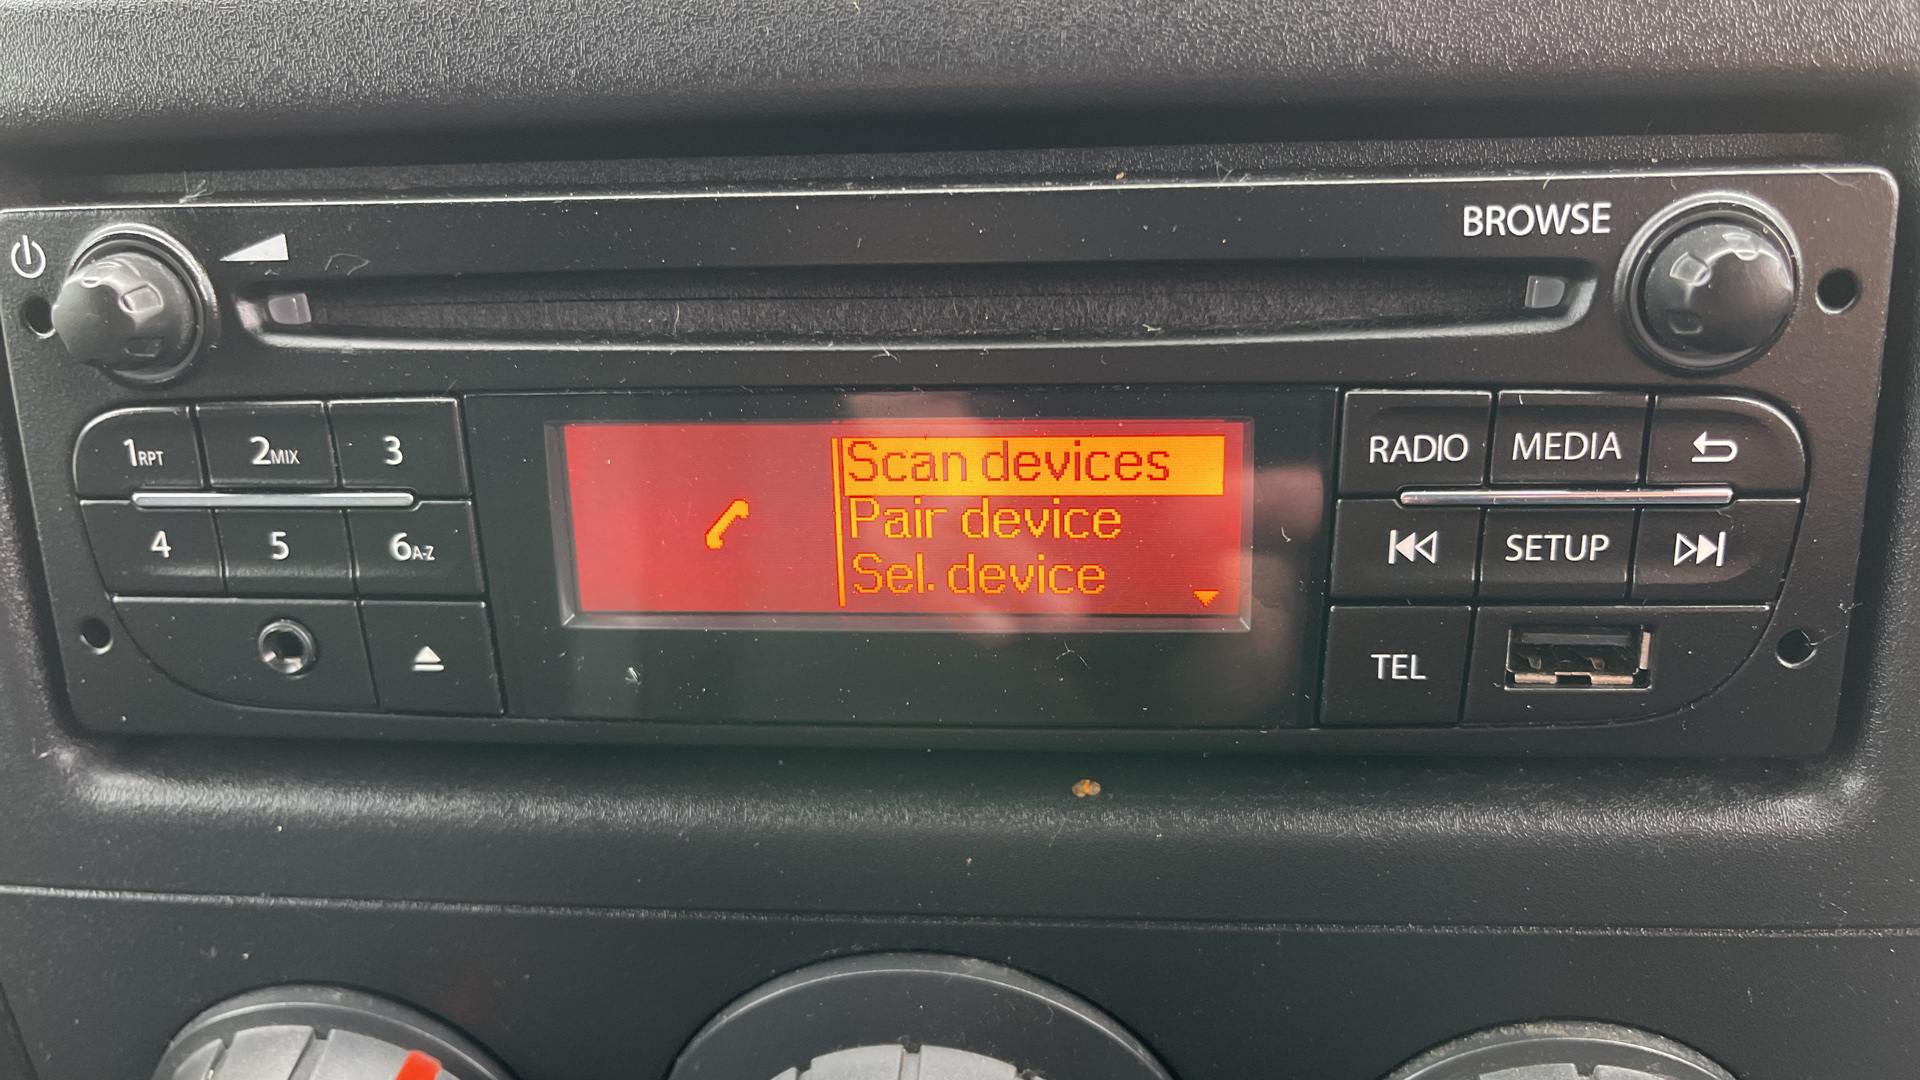 BROWSE
1RPT 2MIX 3
4 5 6A-Z
Scan devices
Pair device
Sel. device
RADIO MEDIA
SETUP
TEL